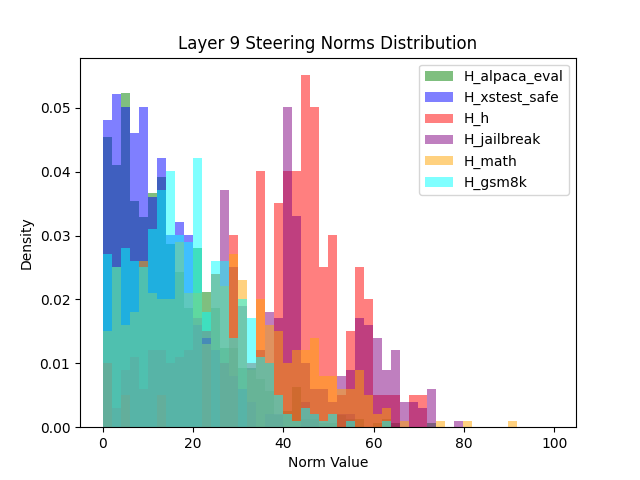 Layer 9 Steering Norms Distribution
H_alpaca_eval
H_xstest_safe
H_h
H_jailbreak
H_math
H_gsm8k
0.05
0.04
0.03
0.02
0.01
0.00
Density
0 20 40 60 80 100
Norm Value